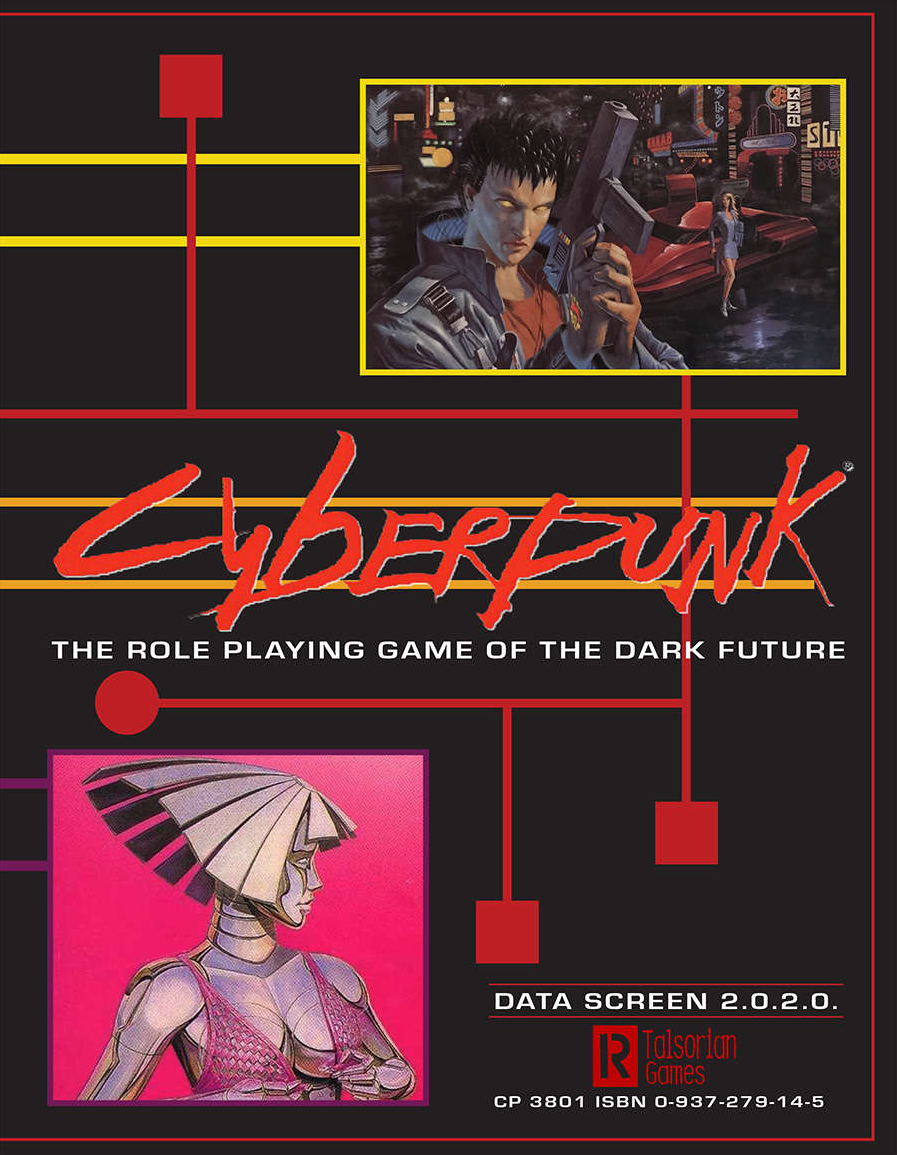 CYBERPUNK®
THE ROLE PLAYING GAME OF THE DARK FUTURE
DATA SCREEN 2.0.2.0.
R Talsorian
Games
CP 3801 ISBN 0-937-279-14-5